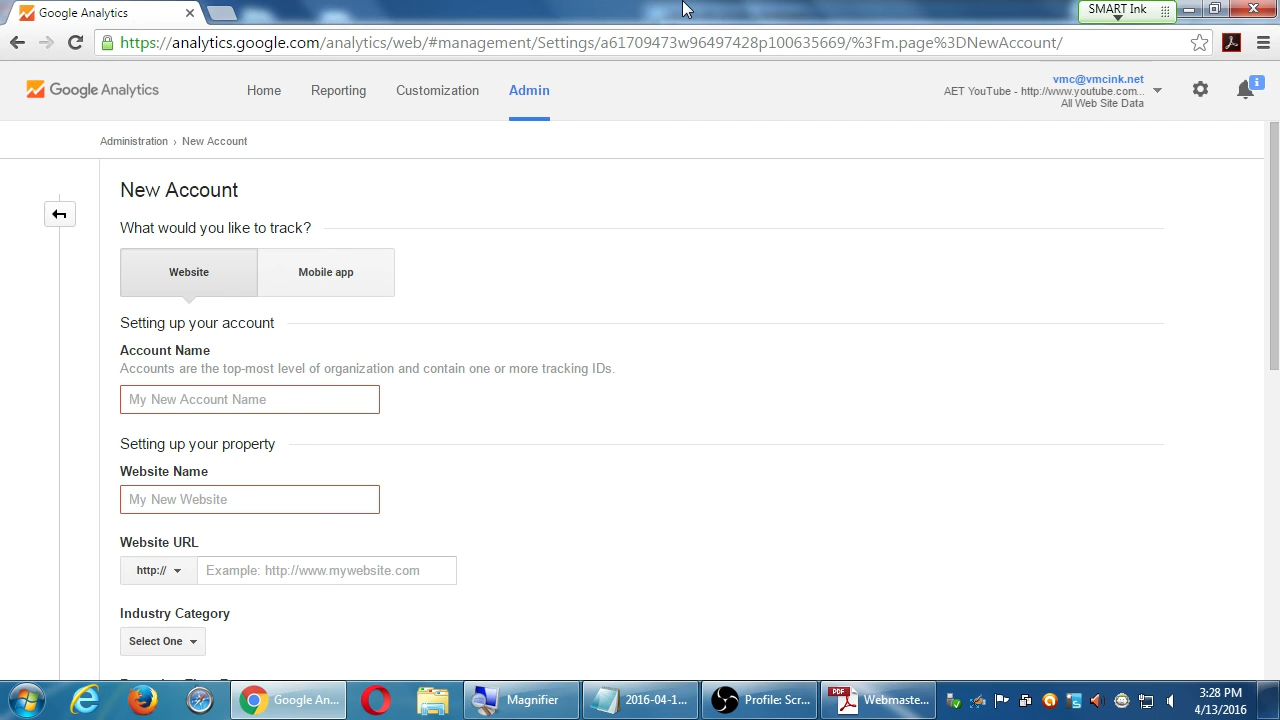 Google Analytics
SMART Ink
https://analytics.google.com/analytics/web/#management/Settings/a61709473w96497428p100635669/%3Fm.page%3DNewAccount/
Google Analytics
Home
Reporting
Customization
Admin
vmc@vmcink.net
AET YouTube - http://www.youtube.com...
All Web Site Data
Administration › New Account
New Account
What would you like to track?
Website
Mobile app
Setting up your account
Account Name
Accounts are the top-most level of organization and contain one or more tracking IDs.
My New Account Name
Setting up your property
Website Name
My New Website
Website URL
http://
Example: http://www.mywebsite.com
Industry Category
Select One
Google An...
Magnifier
2016-04-1...
Profile: Scr...
PDF
Webmaste...
3:28 PM
4/13/2016